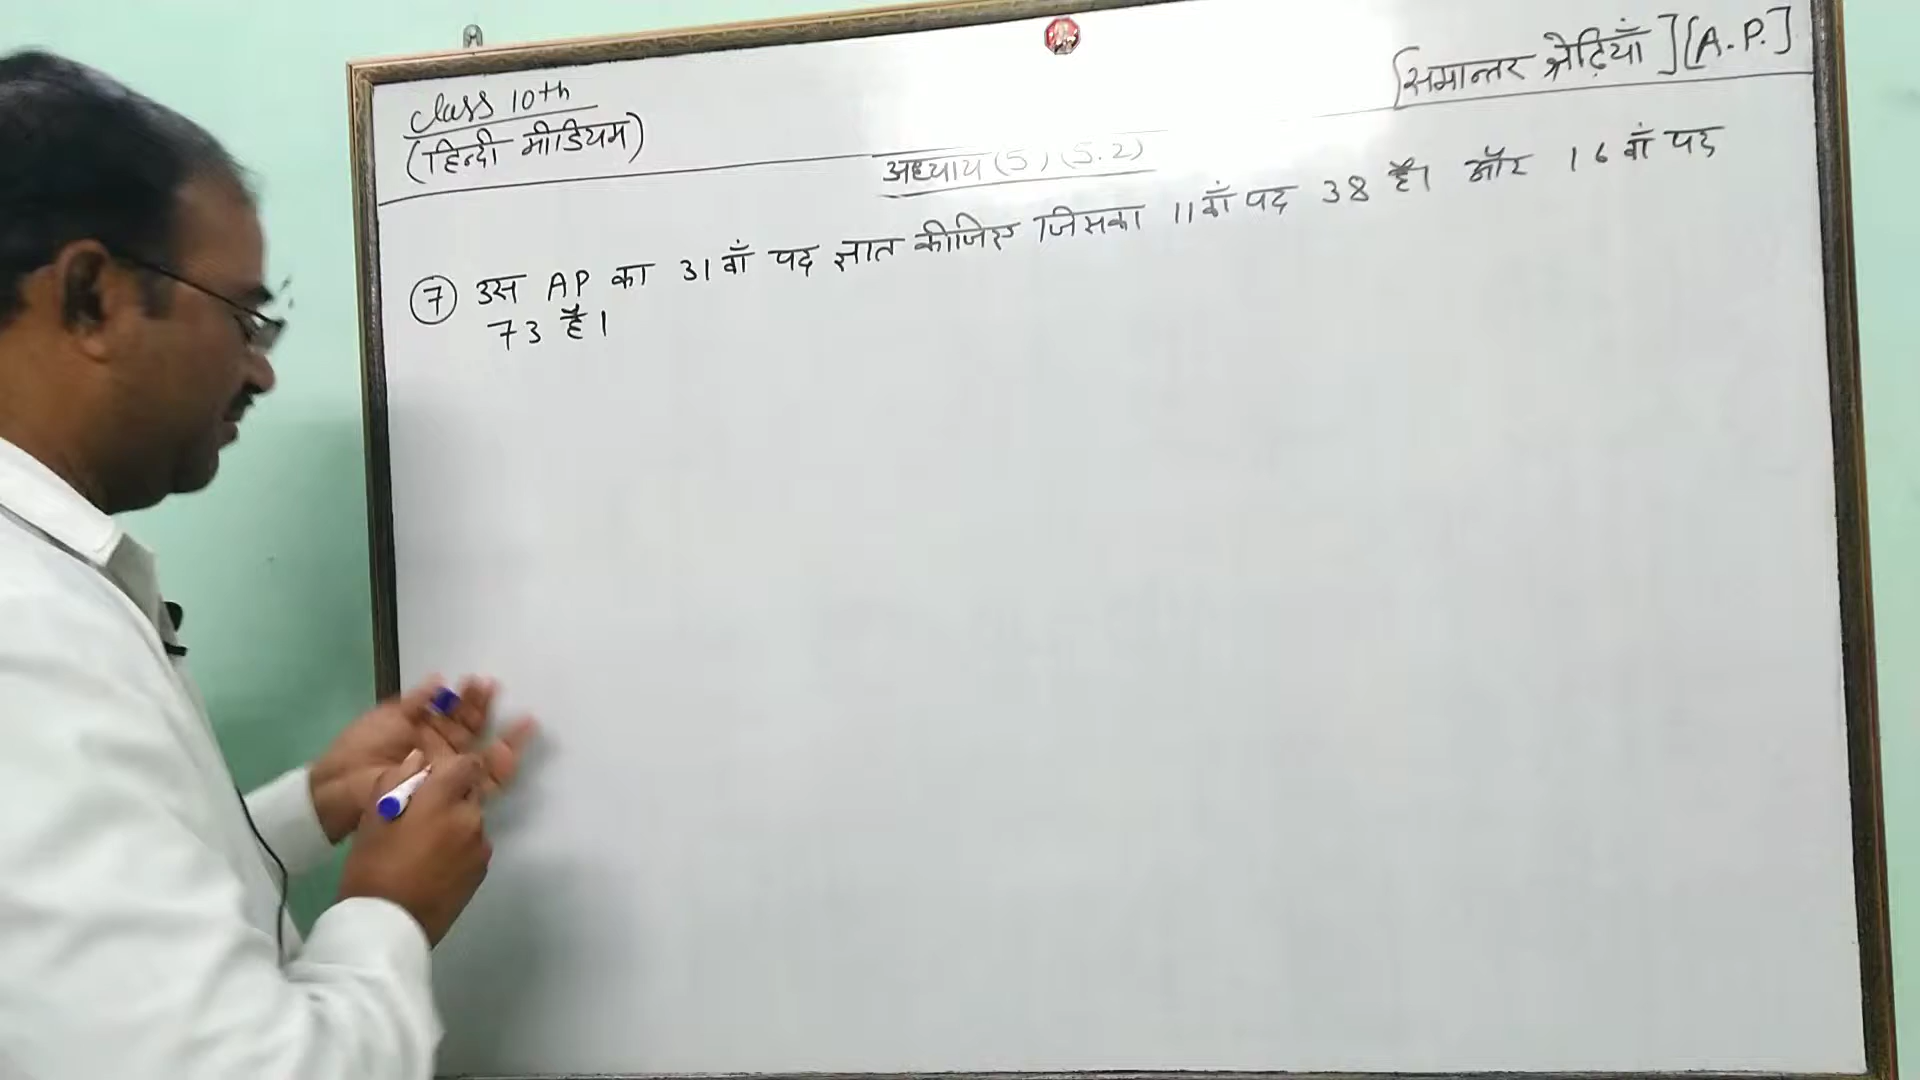 class 10th
(हिन्दी मीडियम)
[समान्तर श्रेढ़ियाँ] [A.P.]
अध्याय (5) (5.2)
7 उस AP का 31 वाँ पद ज्ञात कीजिए जिसका 11 वाँ पद 38 है। और 16 वाँ पद
73 है।